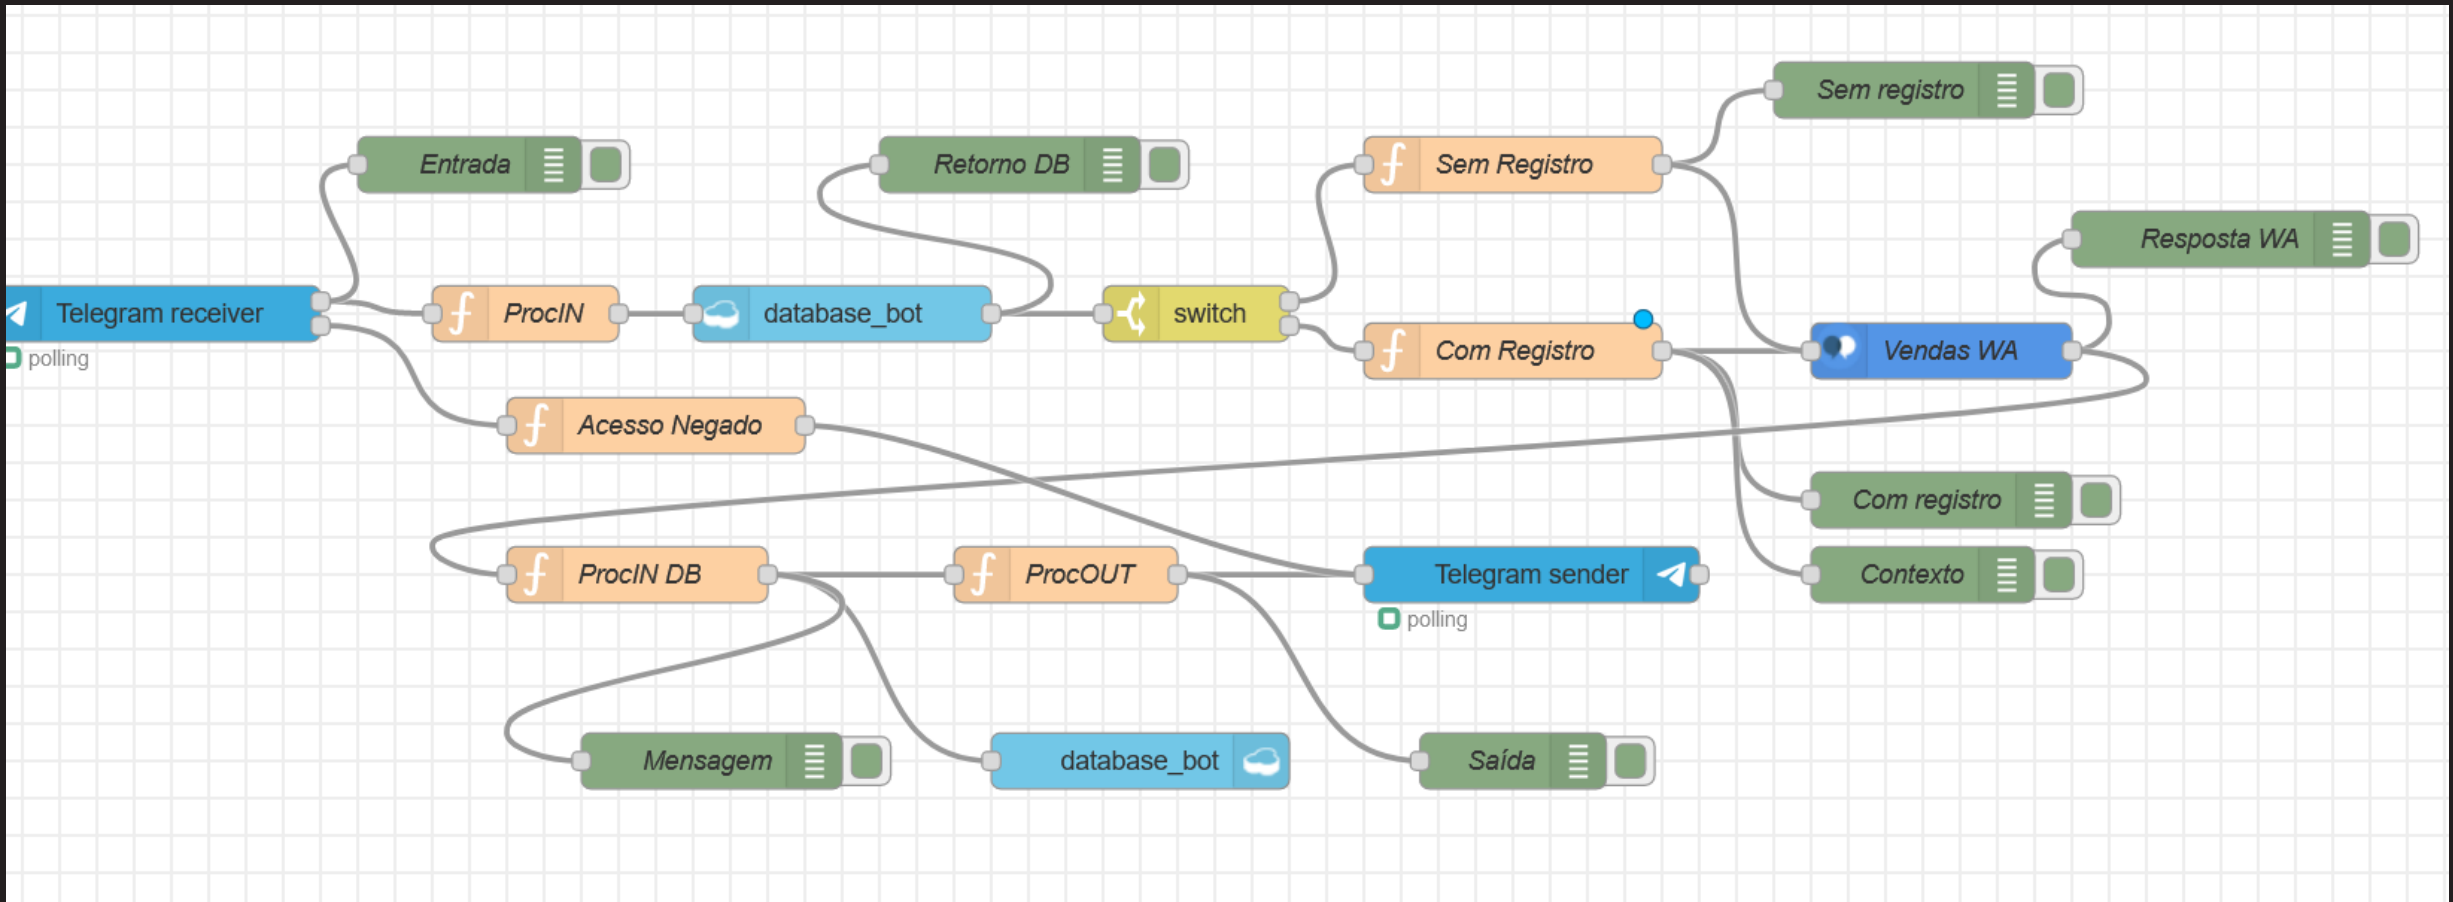 Sem registro
Entrada
Retorno DB
Sem Registro
Resposta WA
Telegram receiver
ProcIN
database_bot
switch
Com Registro
Vendas WA
polling
Acesso Negado
Com registro
ProcIN DB
ProcOUT
Telegram sender
Contexto
polling
Mensagem
database_bot
Saída